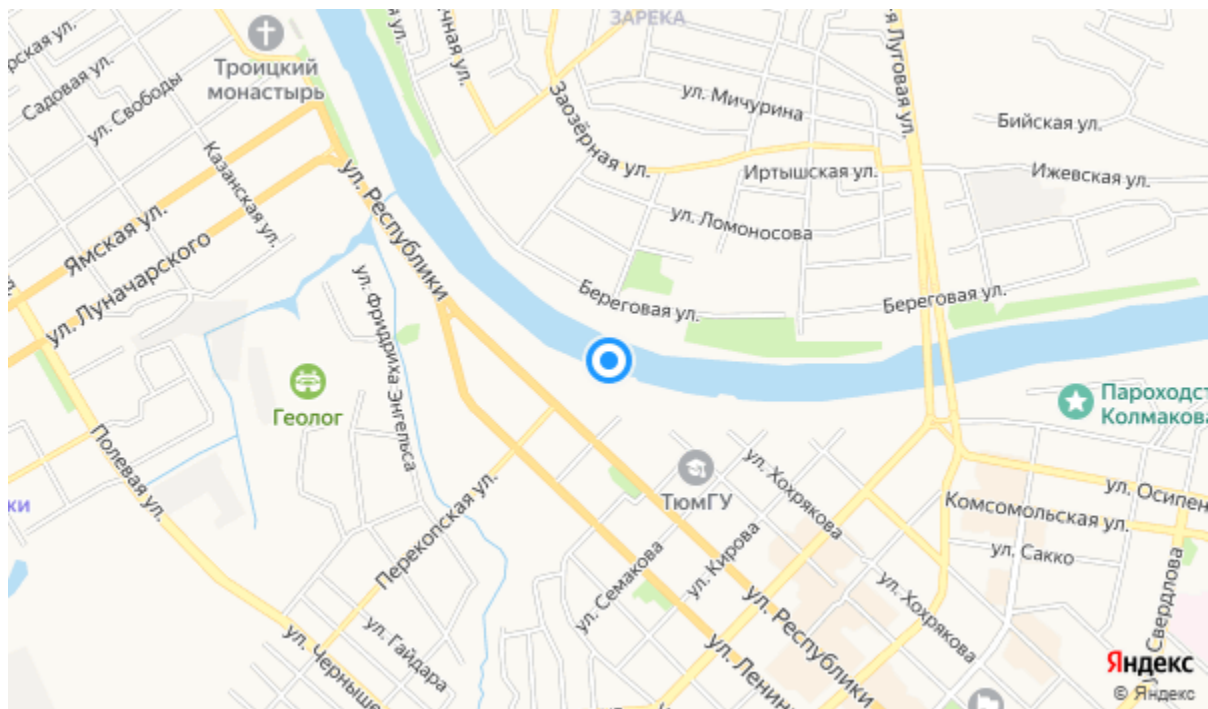 ЗАРЕКА
Садовая ул.
ул. Свободы
Троицкий
монастырь
Казанская ул.
ул. Республики
Ямская ул.
ул. Луначарского
Заозёрная ул.
ул. Мичурина
Иртышская ул.
ул. Ломоносова
Береговая ул.
Луговая ул.
Бийская ул.
Ижевская ул.
Береговая ул.
ул. Фридриха Энгельса
Геолог
Полевая ул.
Перекопская ул.
ул. Гайдара
ул. Черныше
ки
ТюмГУ
ул. Хохрякова
ул. Семакова
ул. Кирова
ул. Республики
ул. Ленин
ул. Хохрякова
Пароходст
Колмакова
ул. Осипен
Комсомольская ул.
ул. Сакко
Свердлова
Яндекс
© Яндекс